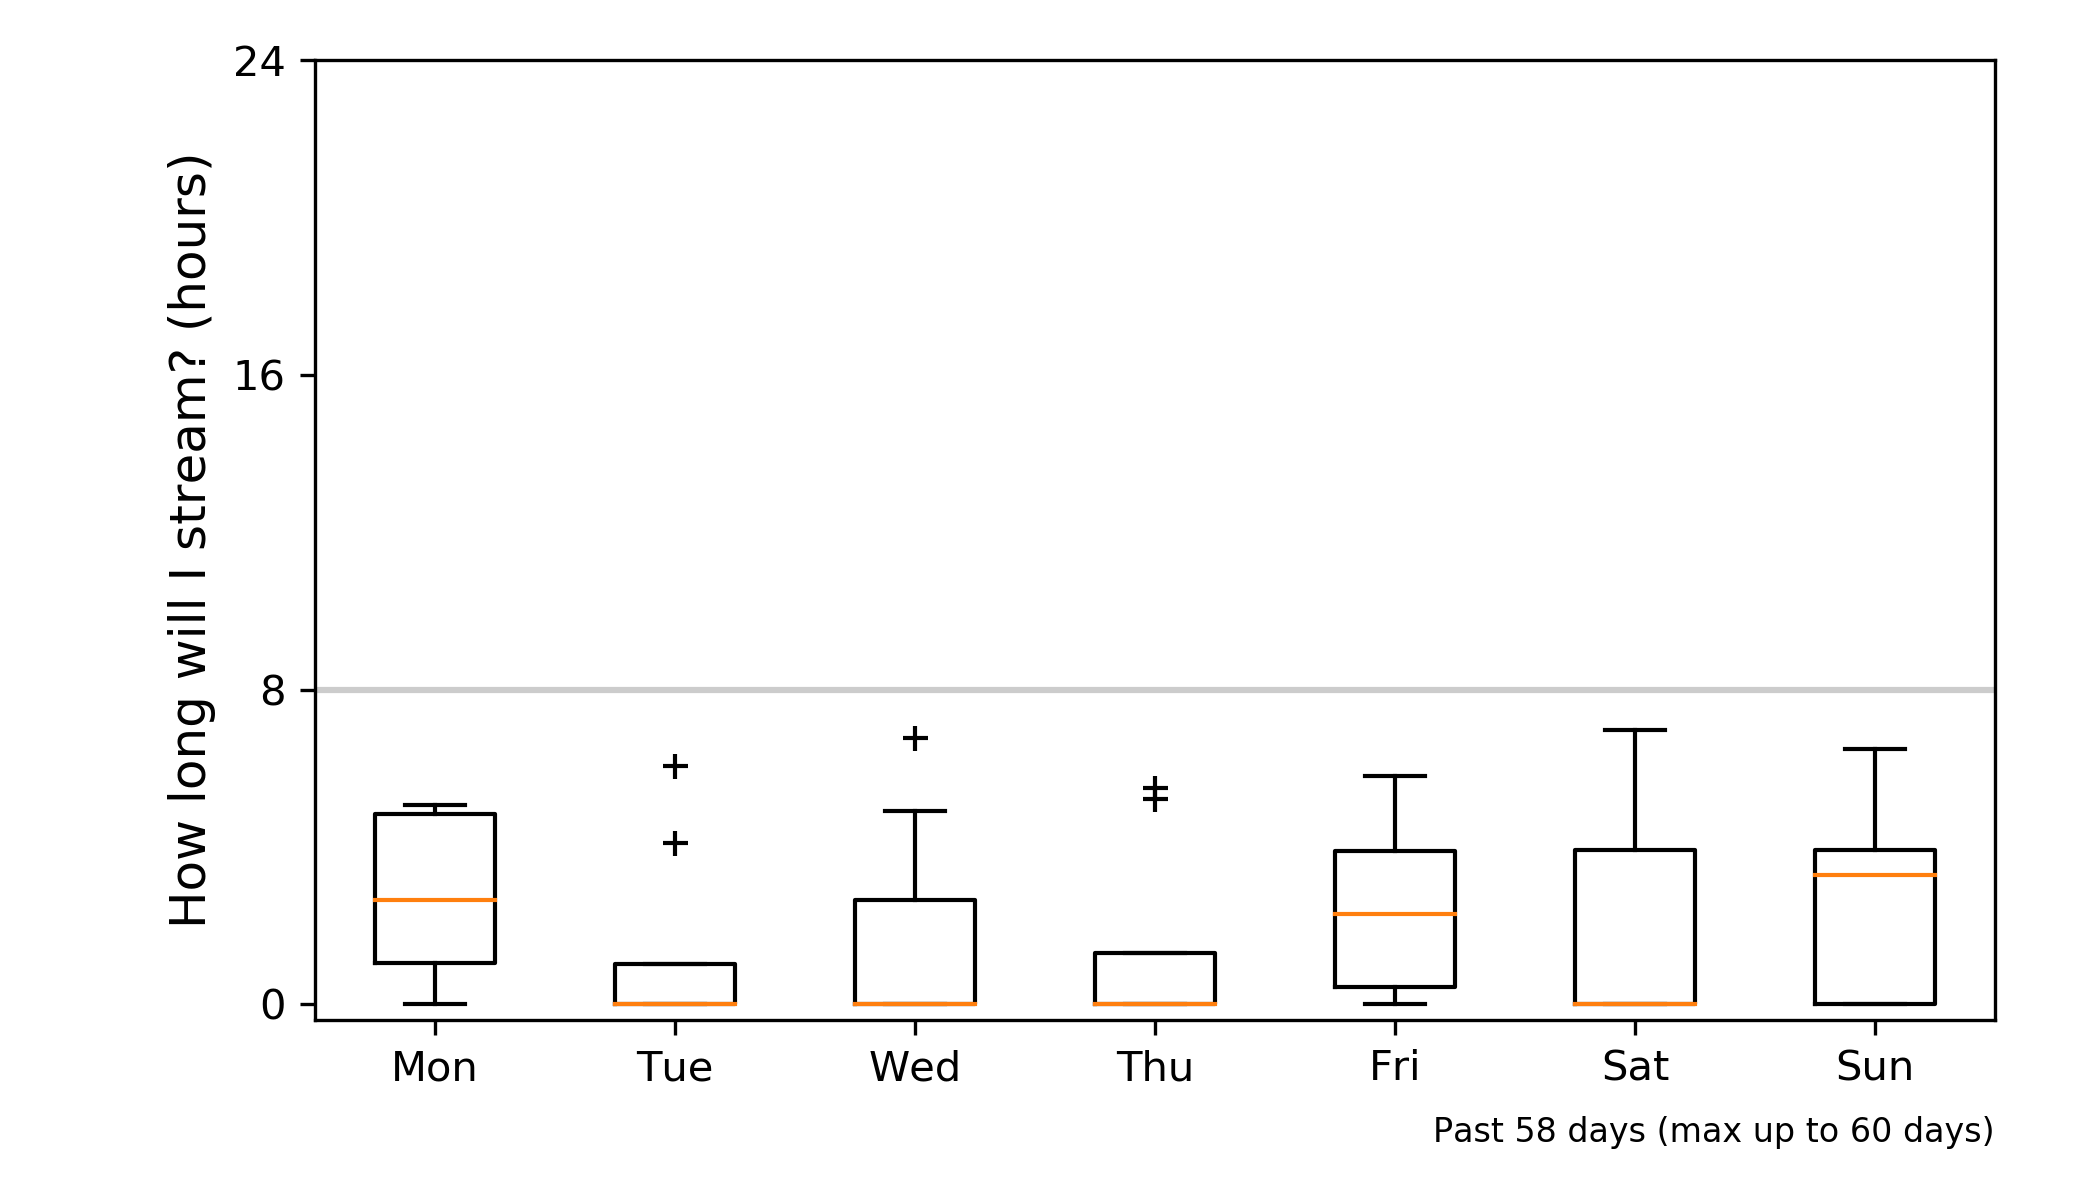 How long will I stream? (hours)
24
16
8
0
Mon Tue Wed Thu Fri Sat Sun
Past 58 days (max up to 60 days)